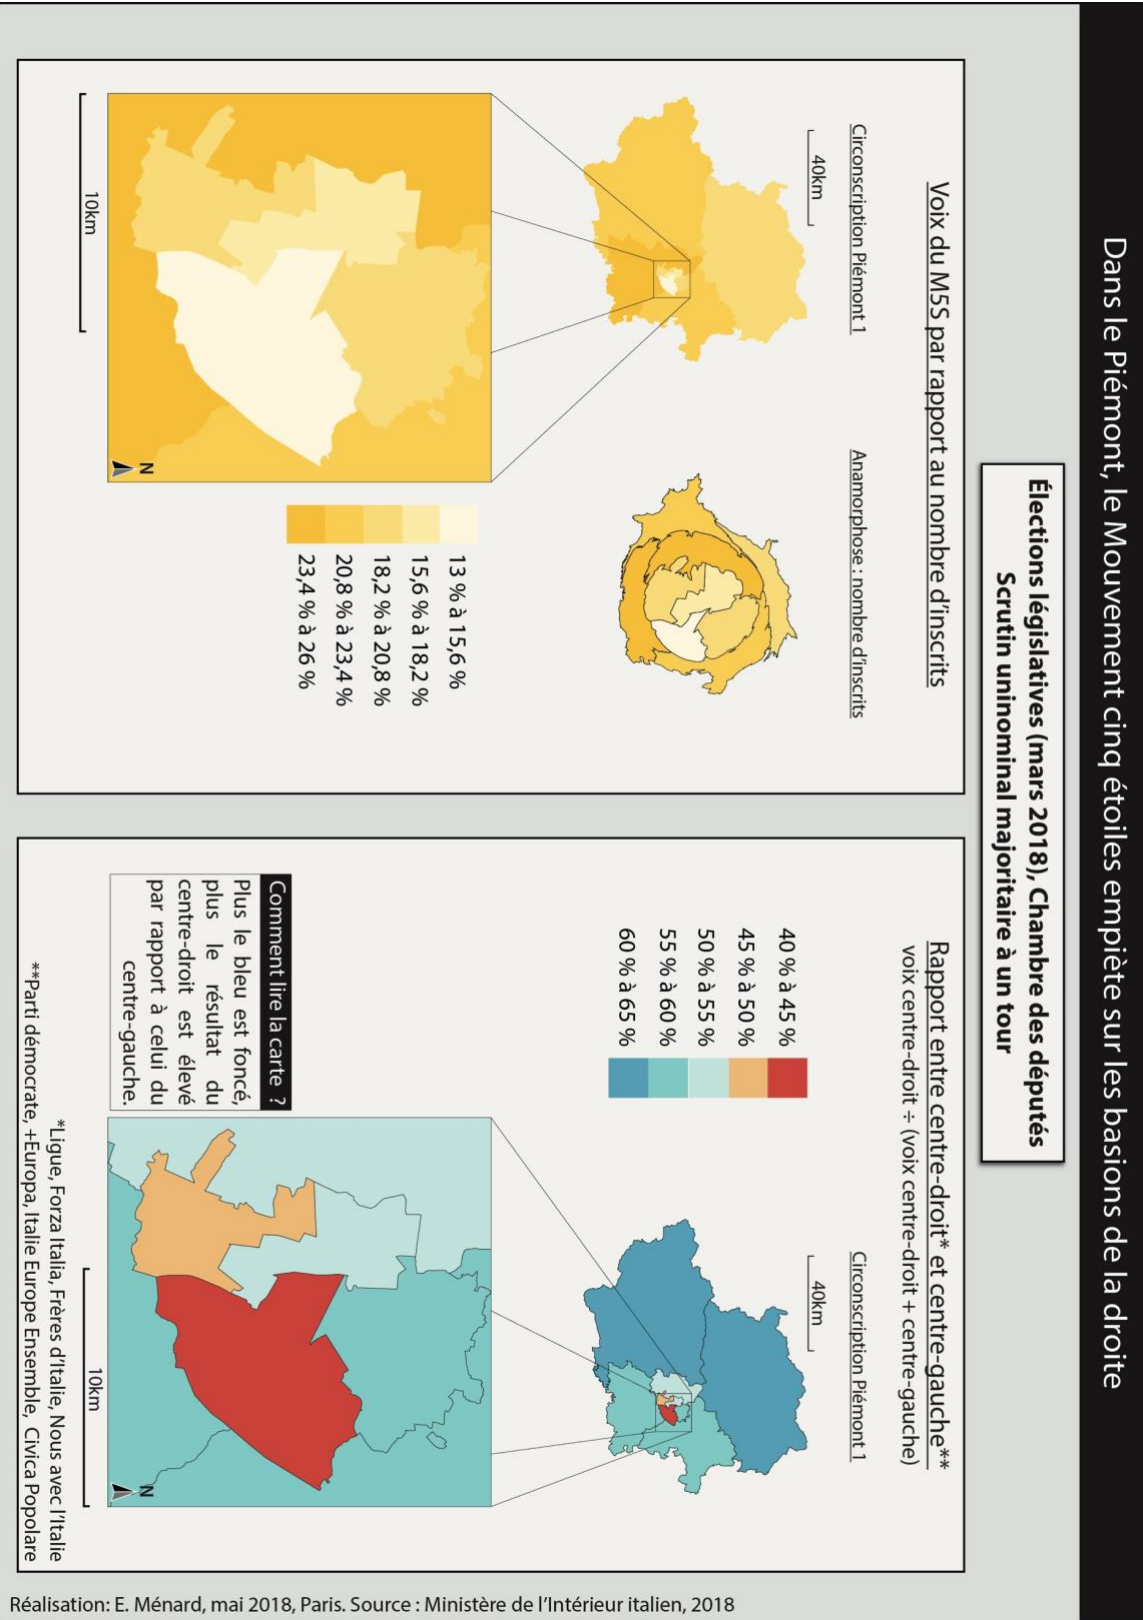 Dans le Piémont, le Mouvement cinq étoiles empiète sur les basions de la droite
Élections législatives (mars 2018), Chambre des députés
Scrutin uninominal majoritaire à un tour
Voix du M5S par rapport au nombre d'inscrits
Circonscription Piémont 1
Anamorphose : nombre d'inscrits
40km
13 % à 15,6 %
15,6 % à 18,2 %
18,2 % à 20,8 %
20,8 % à 23,4 %
23,4 % à 26 %
N
10km
Rapport entre centre-droit* et centre-gauche**
voix centre-droit ÷ (voix centre-droit + centre-gauche)
Circonscription Piémont 1
40km
40 % à 45 %
45 % à 50 %
50 % à 55 %
55 % à 60 %
60 % à 65 %
Comment lire la carte ?
Plus le bleu est foncé,
plus le résultat du
centre-droit est élevé
par rapport à celui du
centre-gauche.
N
10km
*Ligue, Forza Italia, Frères d'Italie, Nous avec l'Italie
**Parti démocrate, +Europa, Italie Europe Ensemble, Civica Popolare
Réalisation: E. Ménard, mai 2018, Paris. Source : Ministère de l'Intérieur italien, 2018